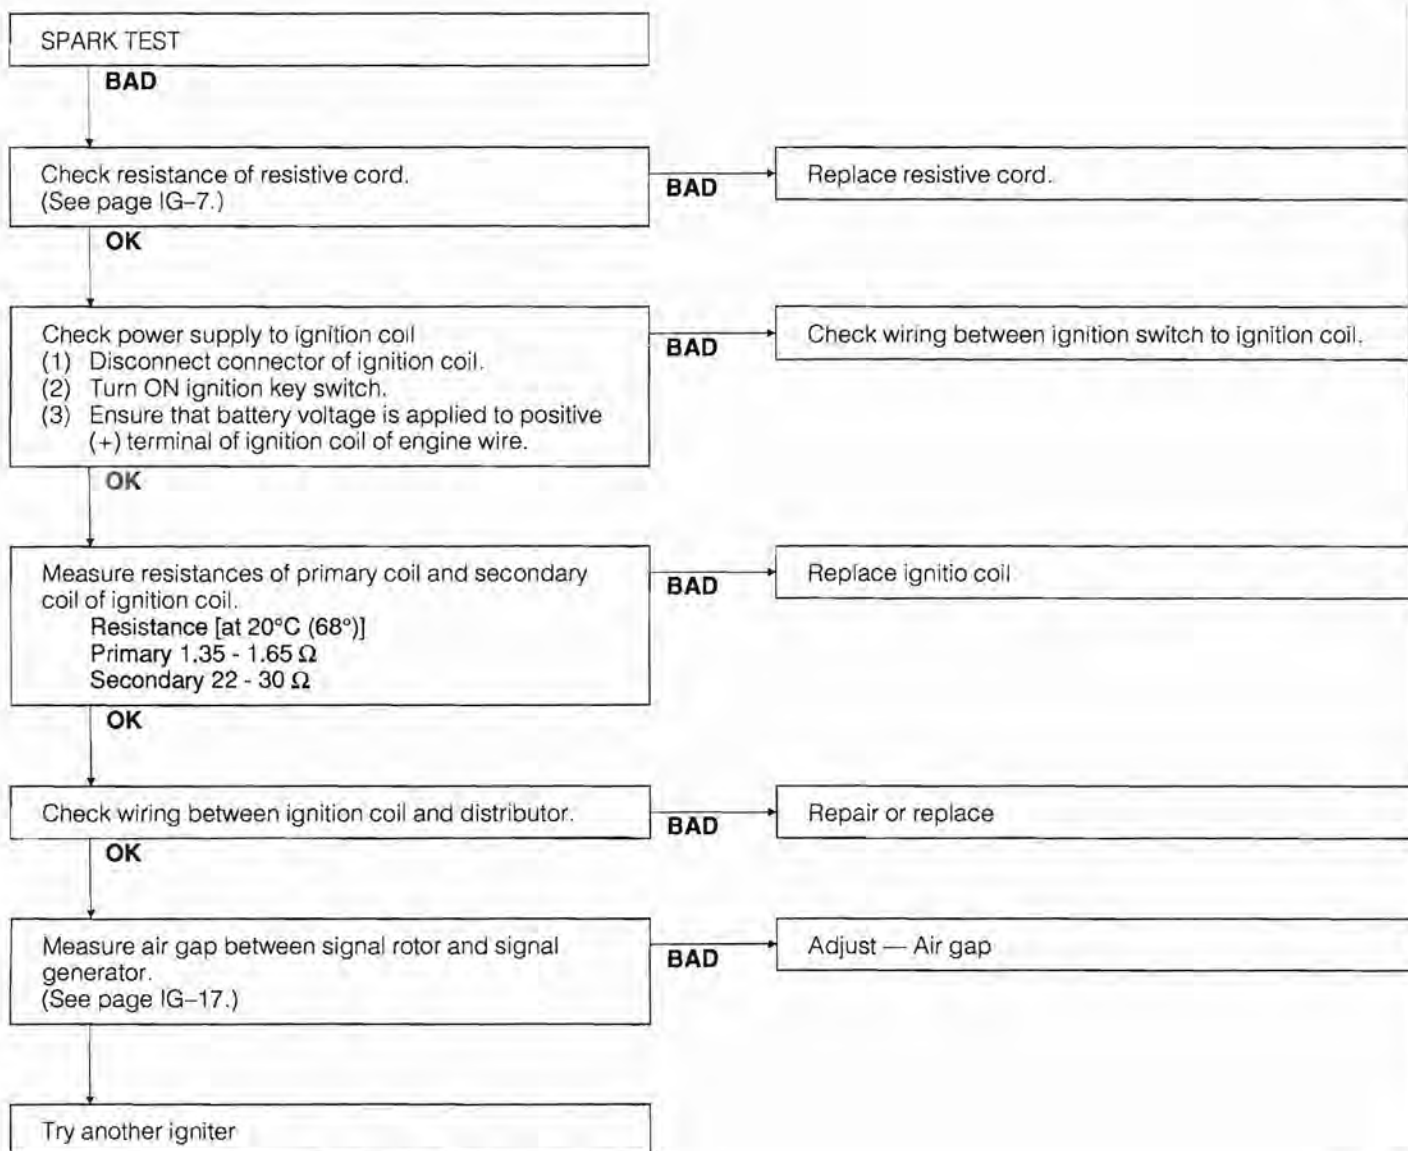 SPARK TEST
BAD
Check resistance of resistive cord.
(See page IG–7.)
BAD
Replace resistive cord.
OK
Check power supply to ignition coil
(1) Disconnect connector of ignition coil.
(2) Turn ON ignition key switch.
(3) Ensure that battery voltage is applied to positive
(+) terminal of ignition coil of engine wire.
BAD
Check wiring between ignition switch to ignition coil.
OK
Measure resistances of primary coil and secondary
coil of ignition coil.
Resistance [at 20°C (68°)]
Primary 1.35 - 1.65 Ω
Secondary 22 - 30 Ω
BAD
Replace ignitio coil
OK
Check wiring between ignition coil and distributor.
BAD
Repair or replace
OK
Measure air gap between signal rotor and signal
generator.
(See page IG–17.)
BAD
Adjust — Air gap
Try another igniter